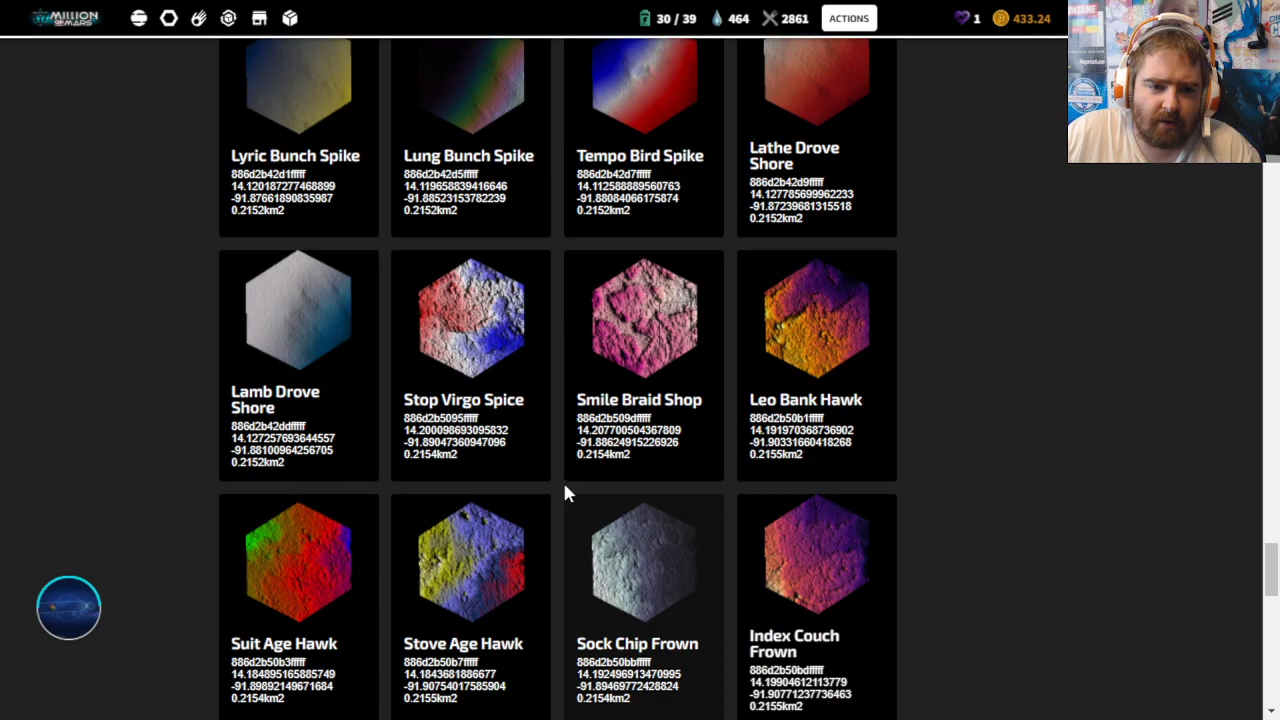 MILLION
ON MARS
30 / 39
464
2861
ACTIONS
1
433.24
Reproduce
Lyric Bunch Spike
886d2b42d1fffff
14.120187277468899
-91.87661890835987
0.2152km2
Lung Bunch Spike
886d2b42d5fffff
14.119658839416646
-91.88523153782239
0.2152km2
Tempo Bird Spike
886d2b42d7fffff
14.112588889560763
-91.88084066175874
0.2152km2
Lathe Drove
Shore
886d2b42d9fffff
14.127785699962233
-91.87239681315518
0.2152km2
Lamb Drove
Shore
886d2b42ddfffff
14.127257693644557
-91.88100964256705
0.2152km2
Stop Virgo Spice
886d2b5095fffff
14.200098693095832
-91.89047360947096
0.2154km2
Smile Braid Shop
886d2b509dfffff
14.207700504367809
-91.88624915226926
0.2154km2
Leo Bank Hawk
886d2b50b1fffff
14.191970368736902
-91.90331660418268
0.2155km2
Suit Age Hawk
886d2b50b3fffff
14.184895165885749
-91.89892149671684
0.2154km2
Stove Age Hawk
886d2b50b7fffff
14.1843681886677
-91.90754017585904
0.2155km2
Sock Chip Frown
886d2b50bbfffff
14.192496913470995
-91.89469772428824
0.2154km2
Index Couch
Frown
886d2b50bdfffff
14.19904612113779
-91.90771237736463
0.2155km2